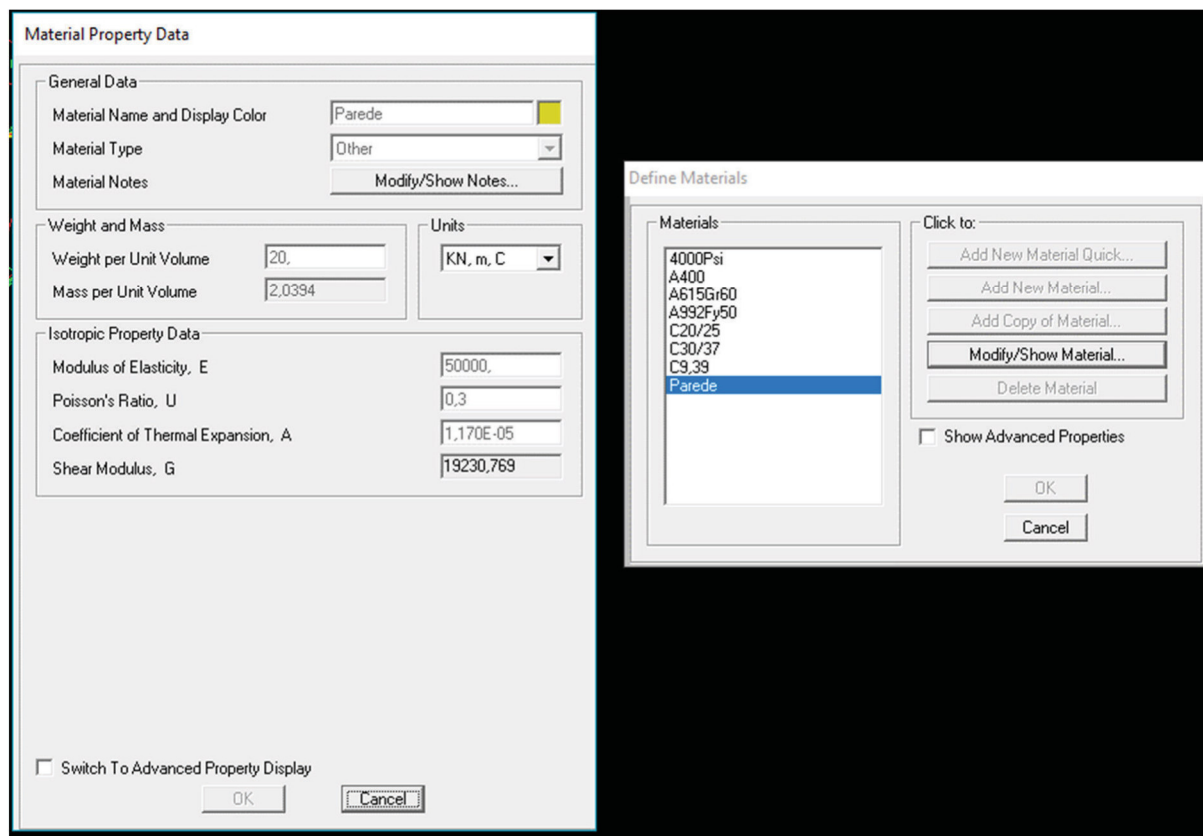 Material Property Data
General Data
Material Name and Display Color Parede
Material Type Other
Material Notes Modify/Show Notes...
Weight and Mass
Weight per Unit Volume 20,
Mass per Unit Volume 2,0394
Units
KN, m, C
Isotropic Property Data
Modulus of Elasticity, E 50000,
Poisson's Ratio, U 0,3
Coefficient of Thermal Expansion, A 1,170E-05
Shear Modulus, G 19230,769
Switch To Advanced Property Display
OK Cancel
Define Materials
Materials
4000Psi
A400
A615Gr60
A992Fy50
C20/25
C30/37
C9,39
Parede
Click to:
Add New Material Quick...
Add New Material...
Add Copy of Material...
Modify/Show Material...
Delete Material
Show Advanced Properties
OK
Cancel